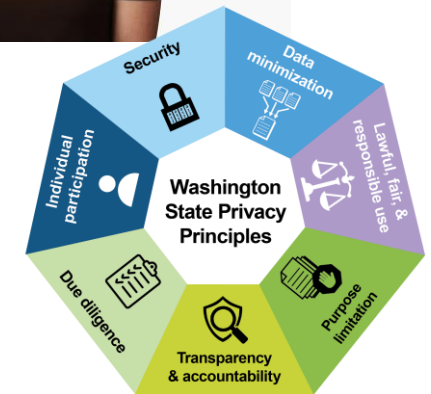 Washington
State Privacy
Principles
Security
Data
minimization
Lawful, fair, &
responsible use
Purpose
limitation
Transparency
& accountability
Due diligence
Individual
participation